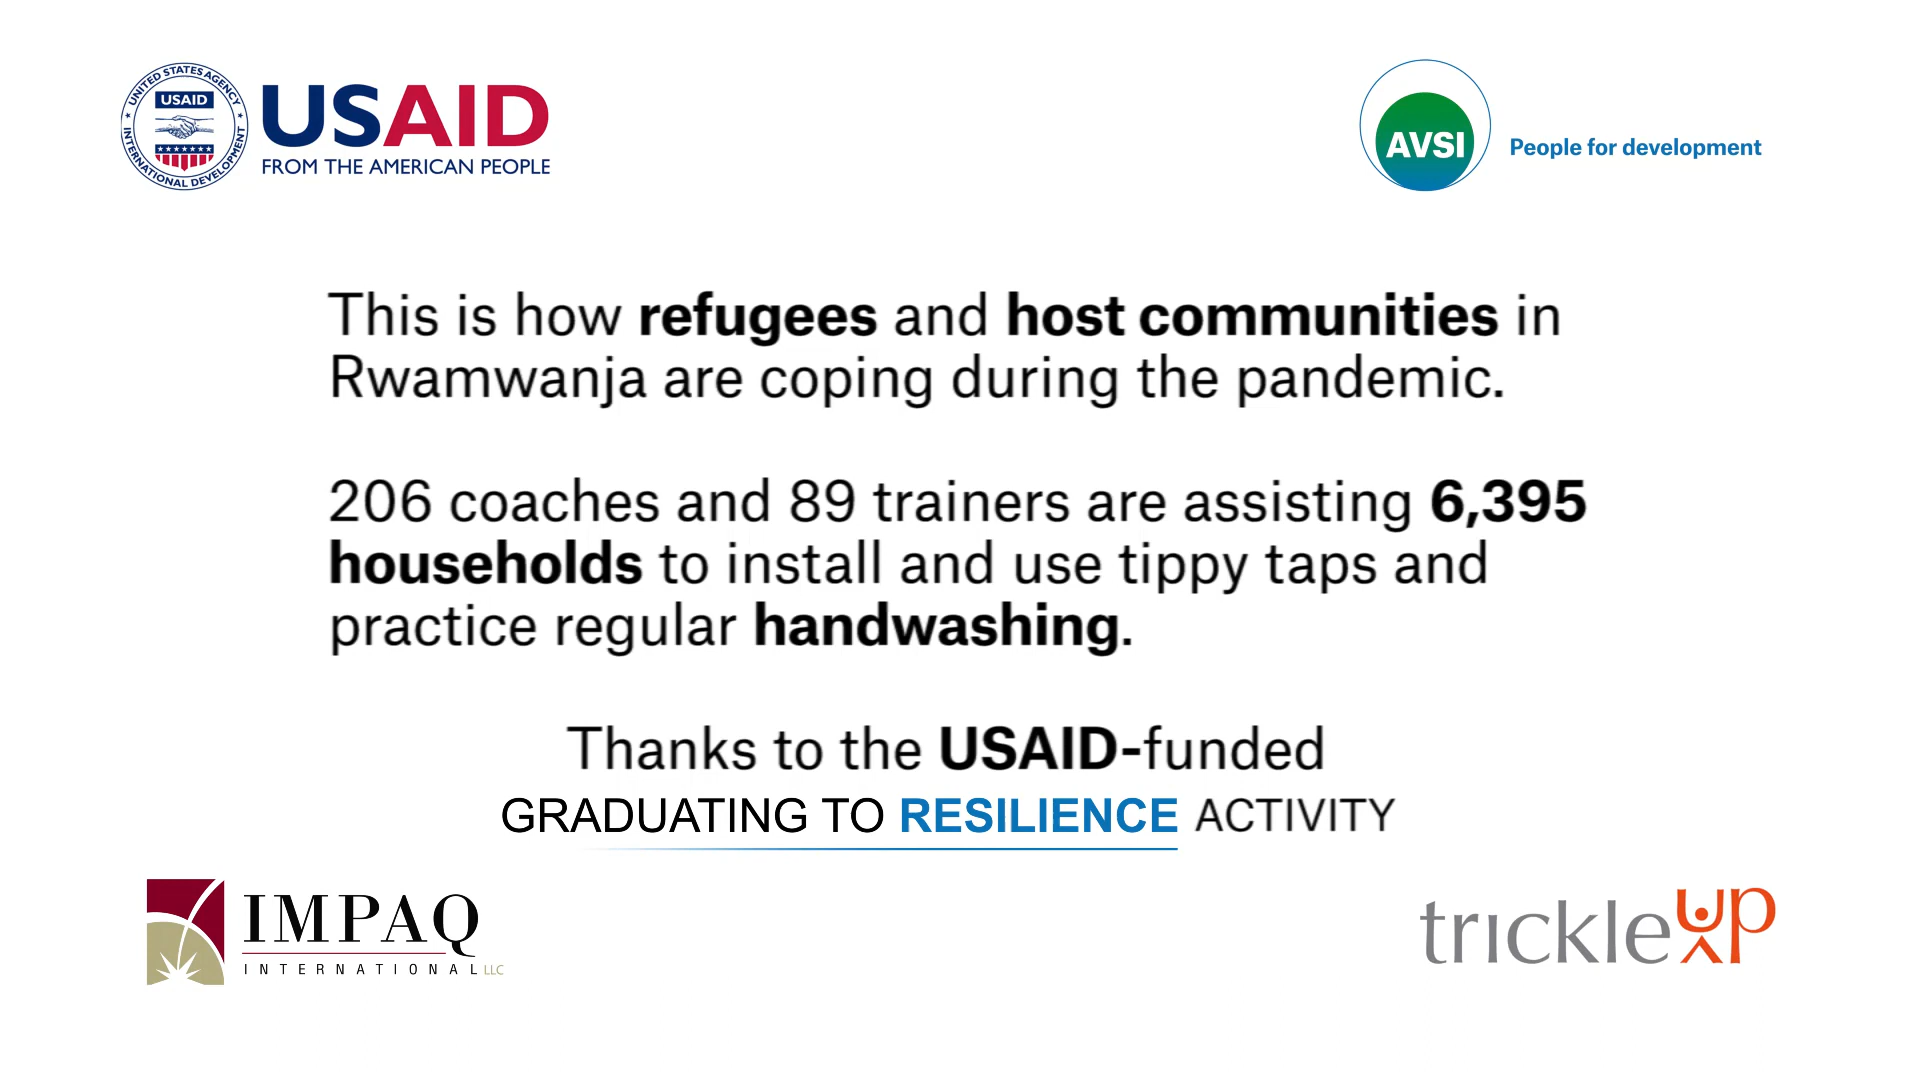 UNITED STATES AGENCY
USAID
INTERNATIONAL DEVELOPMENT
USAID
FROM THE AMERICAN PEOPLE
AVSI
People for development
This is how refugees and host communities in
Rwamwanja are coping during the pandemic.
206 coaches and 89 trainers are assisting 6,395
households to install and use tippy taps and
practice regular handwashing.
Thanks to the USAID-funded
GRADUATING TO RESILIENCE ACTIVITY
IMPAQ
INTERNATIONAL LLC
trickle up